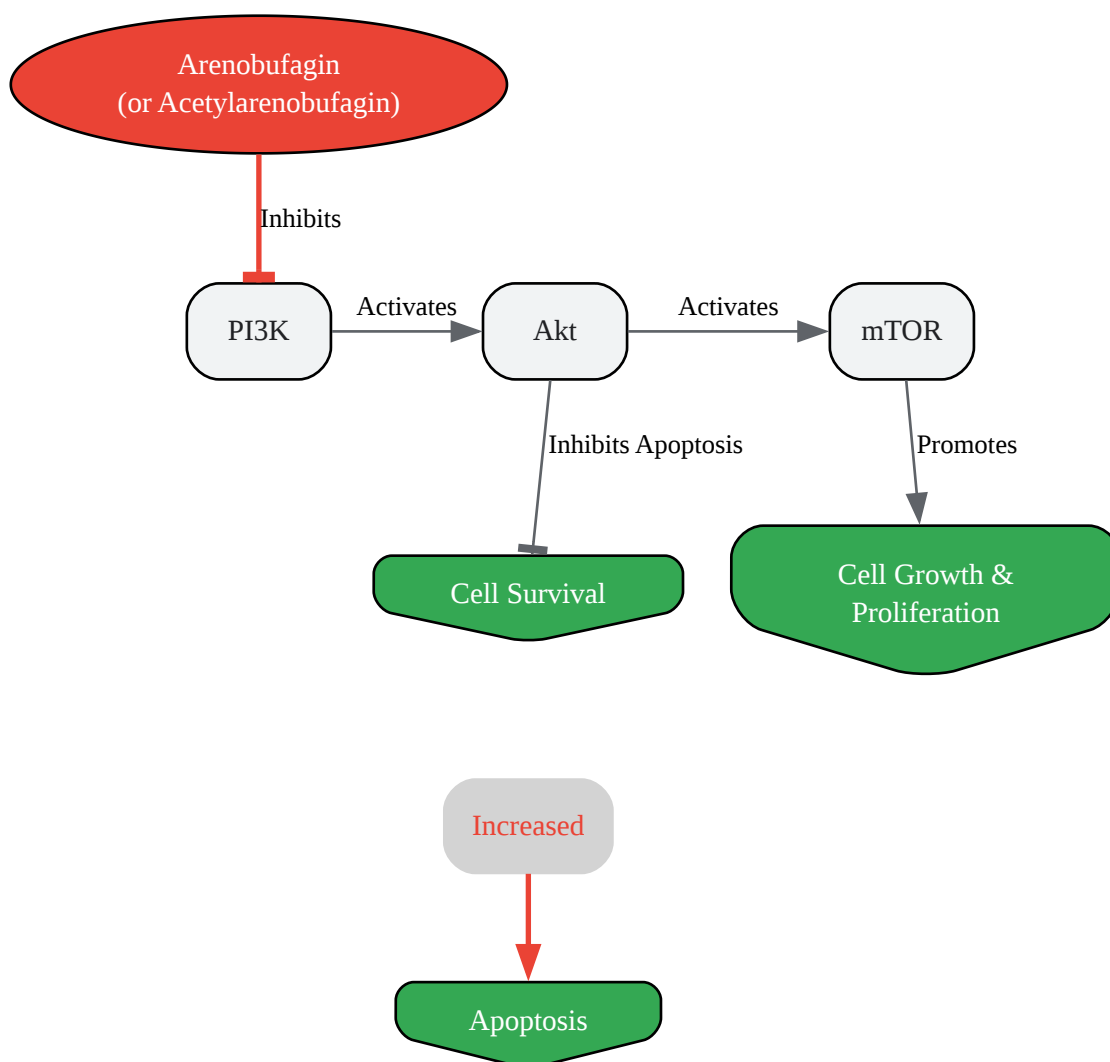 Arenobufagin
(or Acetylarenobufagin)
Inhibits
PI3K
Activates
Akt
Activates
mTOR
Inhibits Apoptosis
Promotes
Cell Survival
Cell Growth &
Proliferation
Increased
Apoptosis